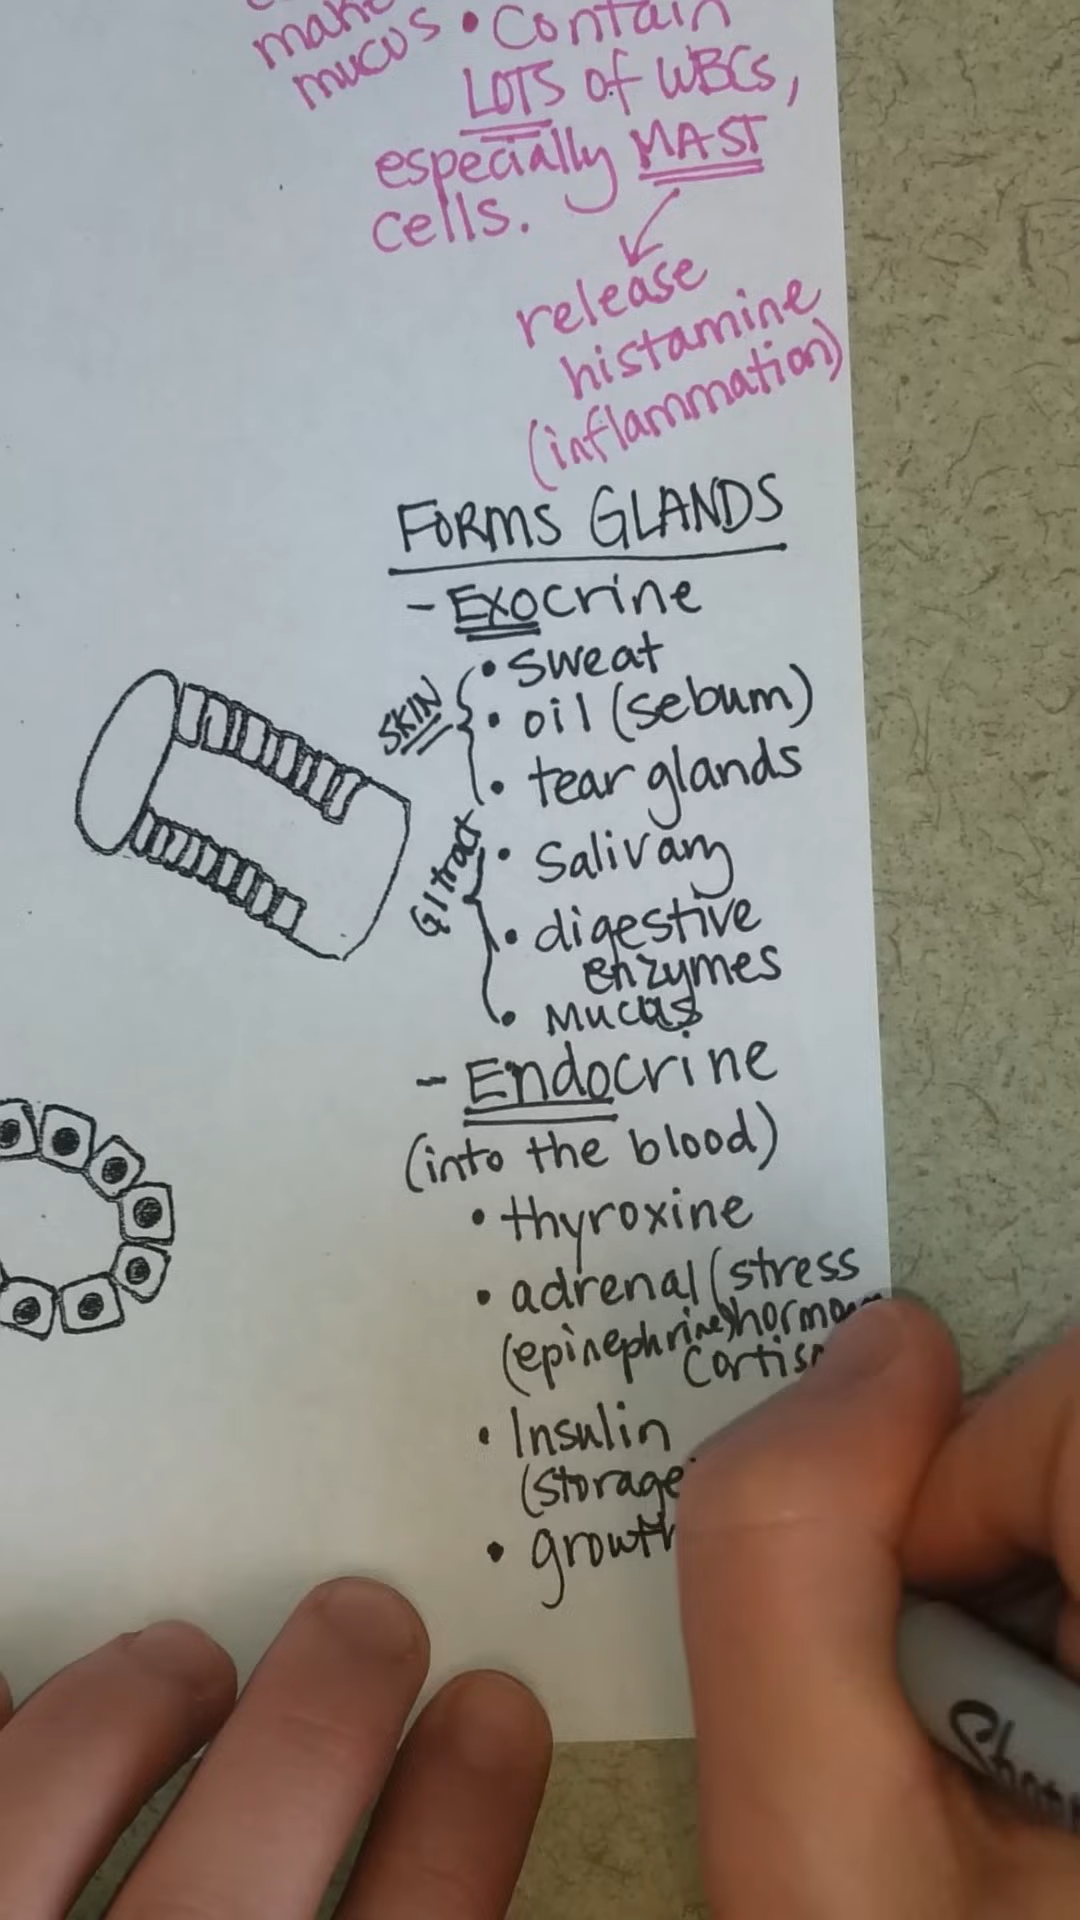 mucos • Contain
LOTS of WBCs,
especially MAST
cells.
release
histamine
(inflammation)
FORMS GLANDS
- Exocrine
SKIN
• sweat
• oil (sebum)
• tear glands
GI tract
• Salivary
• digestive
enzymes
• Mucus
- Endocrine
(into the blood)
• thyroxine
• adrenal (stress
(epinephrine)
• Insulin
(storage
• growth